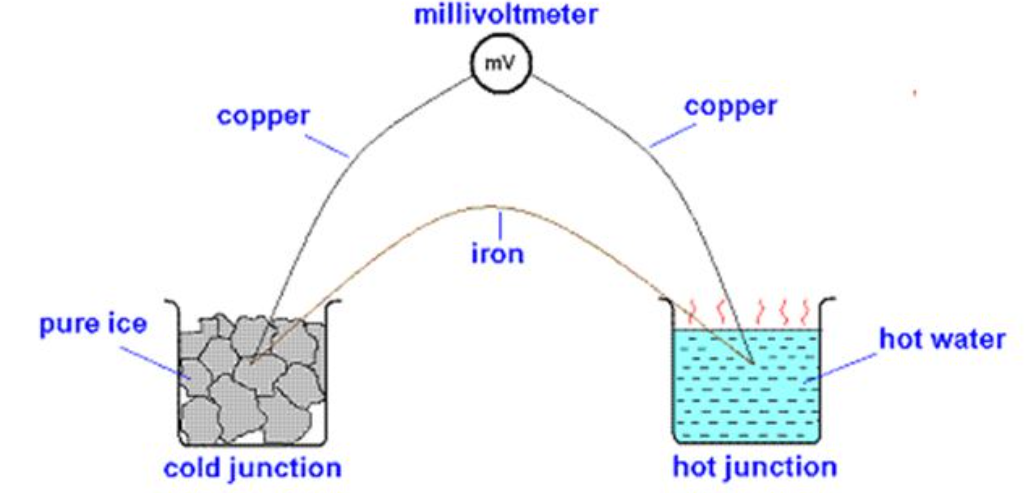 millivoltmeter
mV
copper
copper
iron
pure ice
hot water
cold junction
hot junction